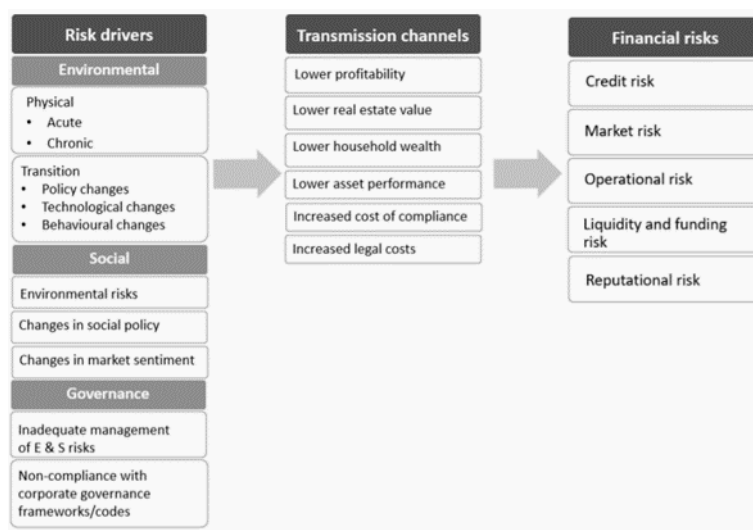 Risk drivers
Environmental
Physical
• Acute
• Chronic
Transition
• Policy changes
• Technological changes
• Behavioural changes
Social
Environmental risks
Changes in social policy
Changes in market sentiment
Governance
Inadequate management
of E & S risks
Non-compliance with
corporate governance
frameworks/codes
Transmission channels
Lower profitability
Lower real estate value
Lower household wealth
Lower asset performance
Increased cost of compliance
Increased legal costs
Financial risks
Credit risk
Market risk
Operational risk
Liquidity and funding
risk
Reputational risk